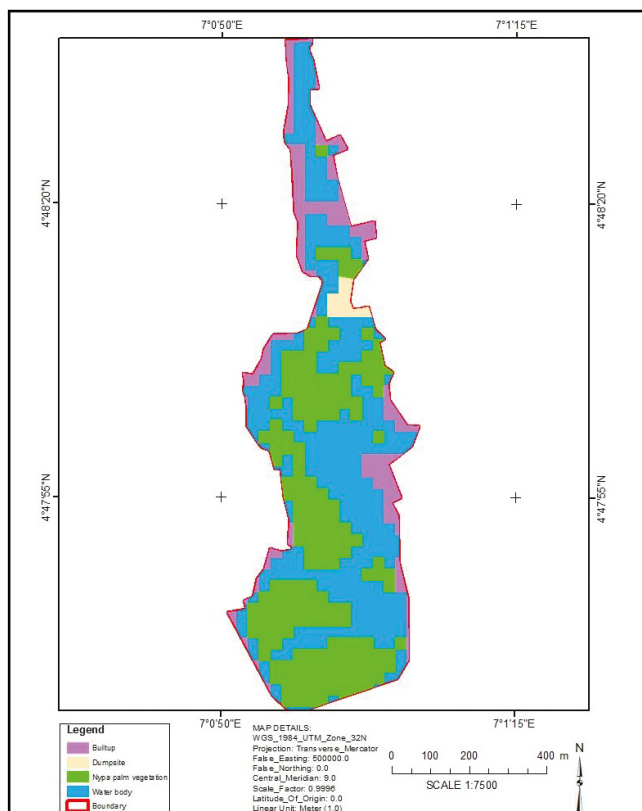 7°0'50"E 7°1'15"E
4°48'20"N 4°48'20"N
4°47'55"N 4°47'55"N
7°0'50"E 7°1'15"E
Legend
Builtup
Dumpsite
Nypa palm vegetation
Water body
Boundary
MAP DETAILS:
WGS_1984_UTM_Zone_32N
Projection: Transverse_Mercator
False_Easting: 500000.0
False_Northing: 0.0
Central_Meridian: 9.0
Scale_Factor: 0.9996
Latitude_Of_Origin: 0.0
Linear Unit: Meter (1.0)
0 100 200 400 m
SCALE 1:7500
N